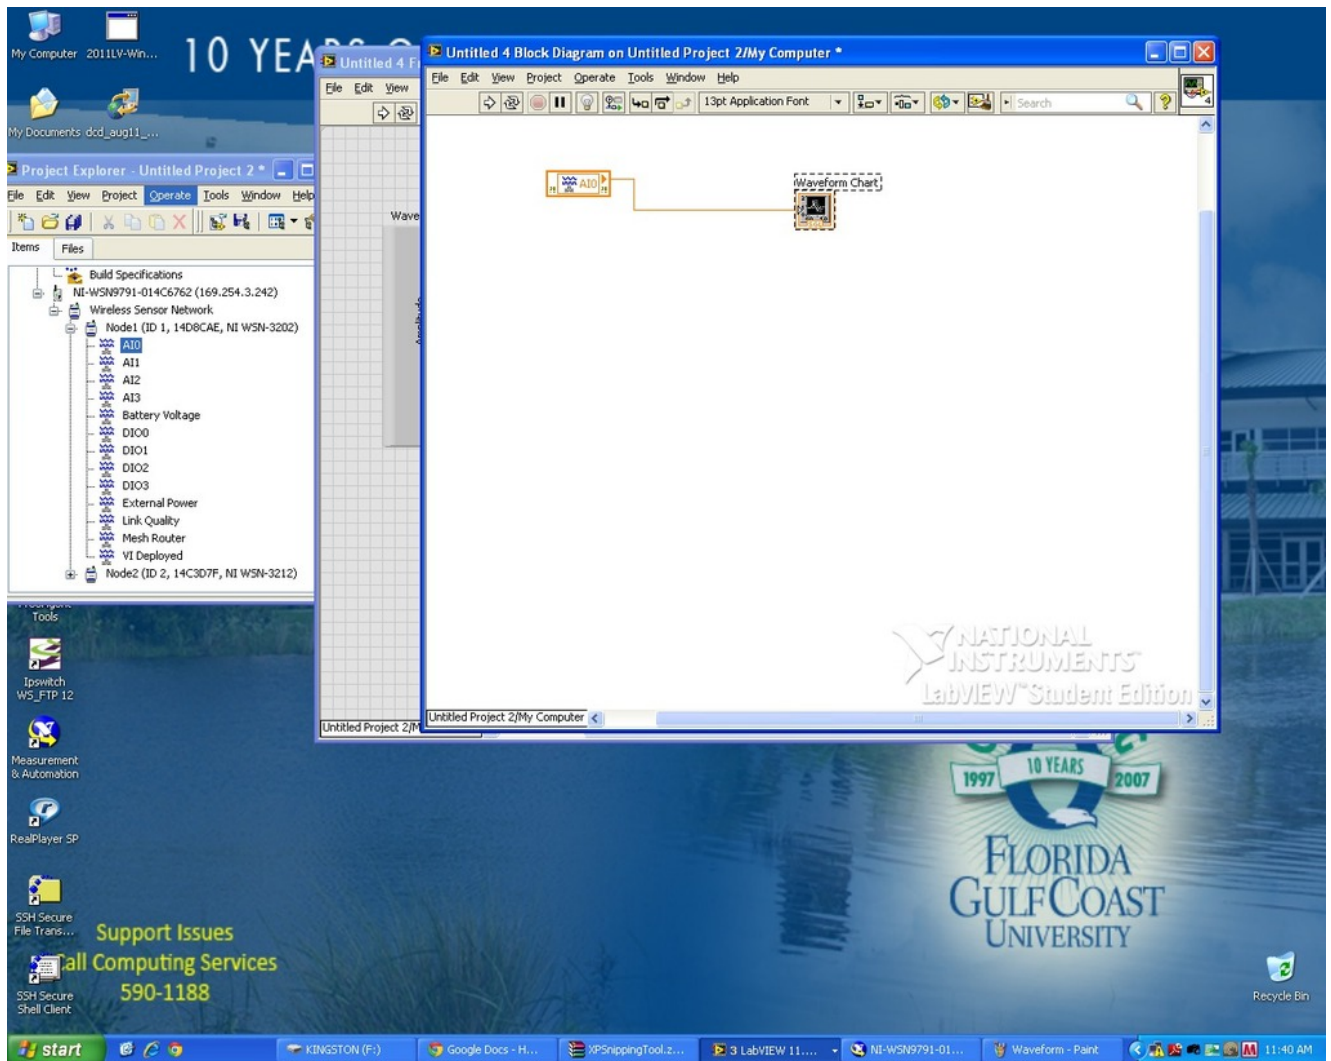 My Computer
2011LV-Win...
10 YEA
My Documents
dcd_aug11_...
Project Explorer - Untitled Project 2 *
File Edit View Project Operate Tools Window Help
Items Files
Build Specifications
NI-WSN9791-014C6762 (169.254.3.242)
Wireless Sensor Network
Node1 (ID 1, 14D8CAE, NI WSN-3202)
AI0
AI1
AI2
AI3
Battery Voltage
DIO0
DIO1
DIO2
DIO3
External Power
Link Quality
Mesh Router
VI Deployed
Node2 (ID 2, 14C3D7F, NI WSN-3212)
Untitled 4 F
File Edit View
Wave
Amplitude
Untitled Project 2/M
Untitled 4 Block Diagram on Untitled Project 2/My Computer *
File Edit View Project Operate Tools Window Help
13pt Application Font
Search
4
AI0
Waveform Chart
NATIONAL
INSTRUMENTS
LabVIEW™ Student Edition
Untitled Project 2/My Computer
Tools
Ipswitch
WS_FTP 12
Measurement
& Automation
RealPlayer SP
SSH Secure
File Trans...
SSH Secure
Shell Client
Support Issues
Call Computing Services
590-1188
1997 10 YEARS 2007
FLORIDA
GULF COAST
UNIVERSITY
Recycle Bin
start
KINGSTON (F:)
Google Docs - H...
XPSnippingTool.z...
3 LabVIEW 11....
NI-WSN9791-01...
Waveform - Paint
11:40 AM